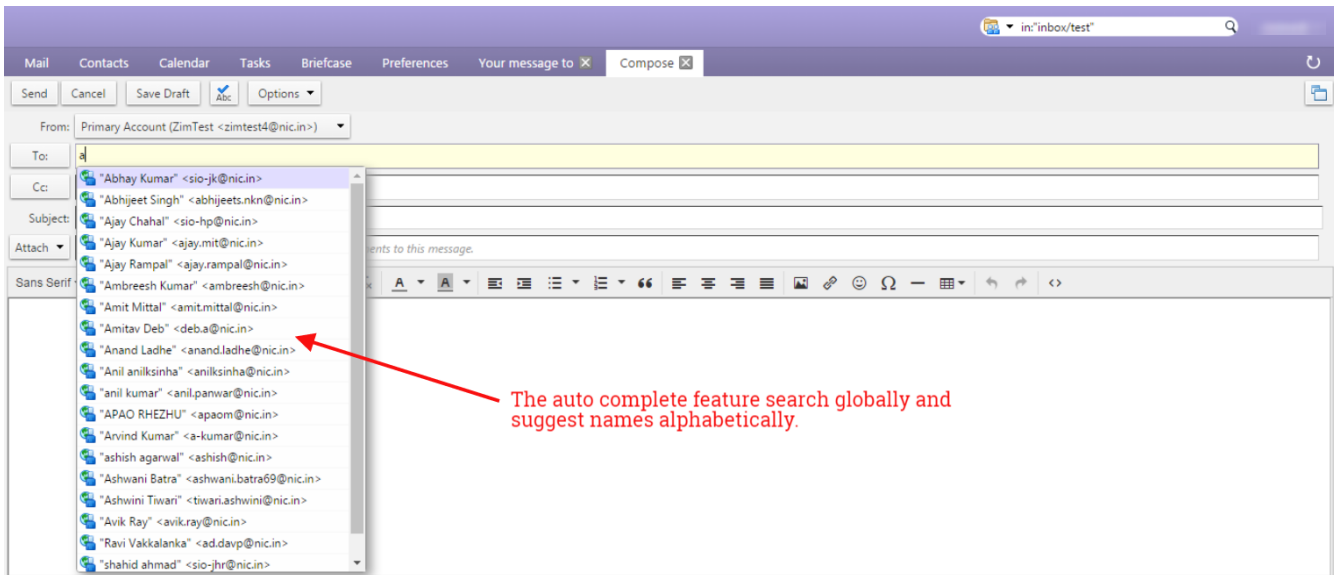 in:"inbox/test"
Mail Contacts Calendar Tasks Briefcase Preferences Your message to Compose
Send Cancel Save Draft Abc Options
From: Primary Account (ZimTest <zimtest4@nic.in>)
To: a
"Abhay Kumar" <sio-jk@nic.in>
Cc:
"Abhijeet Singh" <abhijeets.nkn@nic.in>
Subject: "Ajay Chahal" <sio-hp@nic.in>
Attach "Ajay Kumar" <ajay.mit@nic.in> to this message.
"Ajay Rampal" <ajay.rampal@nic.in>
Sans Serif "Ambreesh Kumar" <ambreesh@nic.in> A A
"Amit Mittal" <amit.mittal@nic.in>
"Amitav Deb" <deb.a@nic.in>
"Anand Ladhe" <anand.ladhe@nic.in>
"Anil anilksinha" <anilksinha@nic.in>
"anil kumar" <anil.panwar@nic.in>
The auto complete feature search globally and
suggest names alphabetically.
"APAO RHEZHU" <apaom@nic.in>
"Arvind Kumar" <a-kumar@nic.in>
"ashish agarwal" <ashish@nic.in>
"Ashwani Batra" <ashwani.batra69@nic.in>
"Ashwini Tiwari" <tiwari.ashwini@nic.in>
"Avik Ray" <avik.ray@nic.in>
"Ravi Vakkalanka" <ad.davp@nic.in>
"shahid ahmad" <sio-jhr@nic.in>